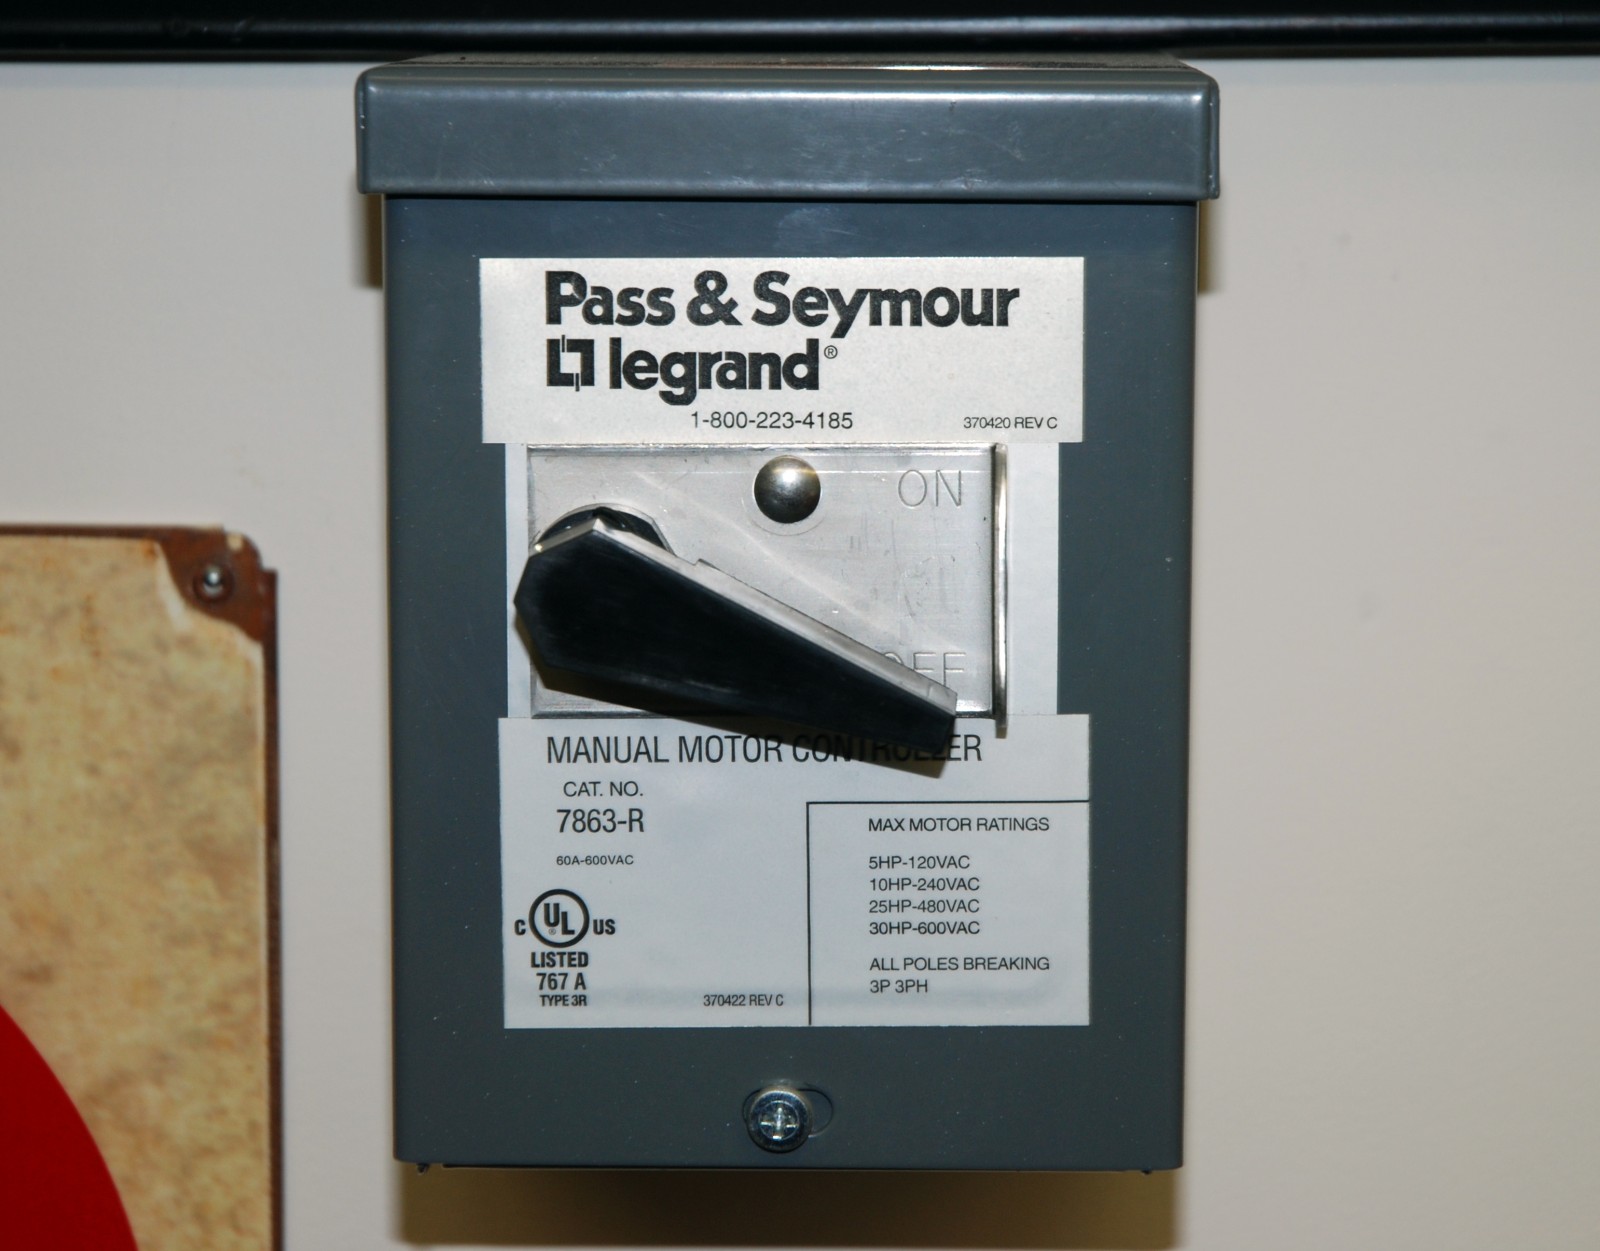 Pass & Seymour
legrand®
1-800-223-4185
370420 REV C
ON
OFF
MANUAL MOTOR CONTROLLER
CAT. NO.
7863-R
60A-600VAC
C UL® US
LISTED
767 A
TYPE 3R
370422 REV C
MAX MOTOR RATINGS
5HP-120VAC
10HP-240VAC
25HP-480VAC
30HP-600VAC
ALL POLES BREAKING
3P 3PH